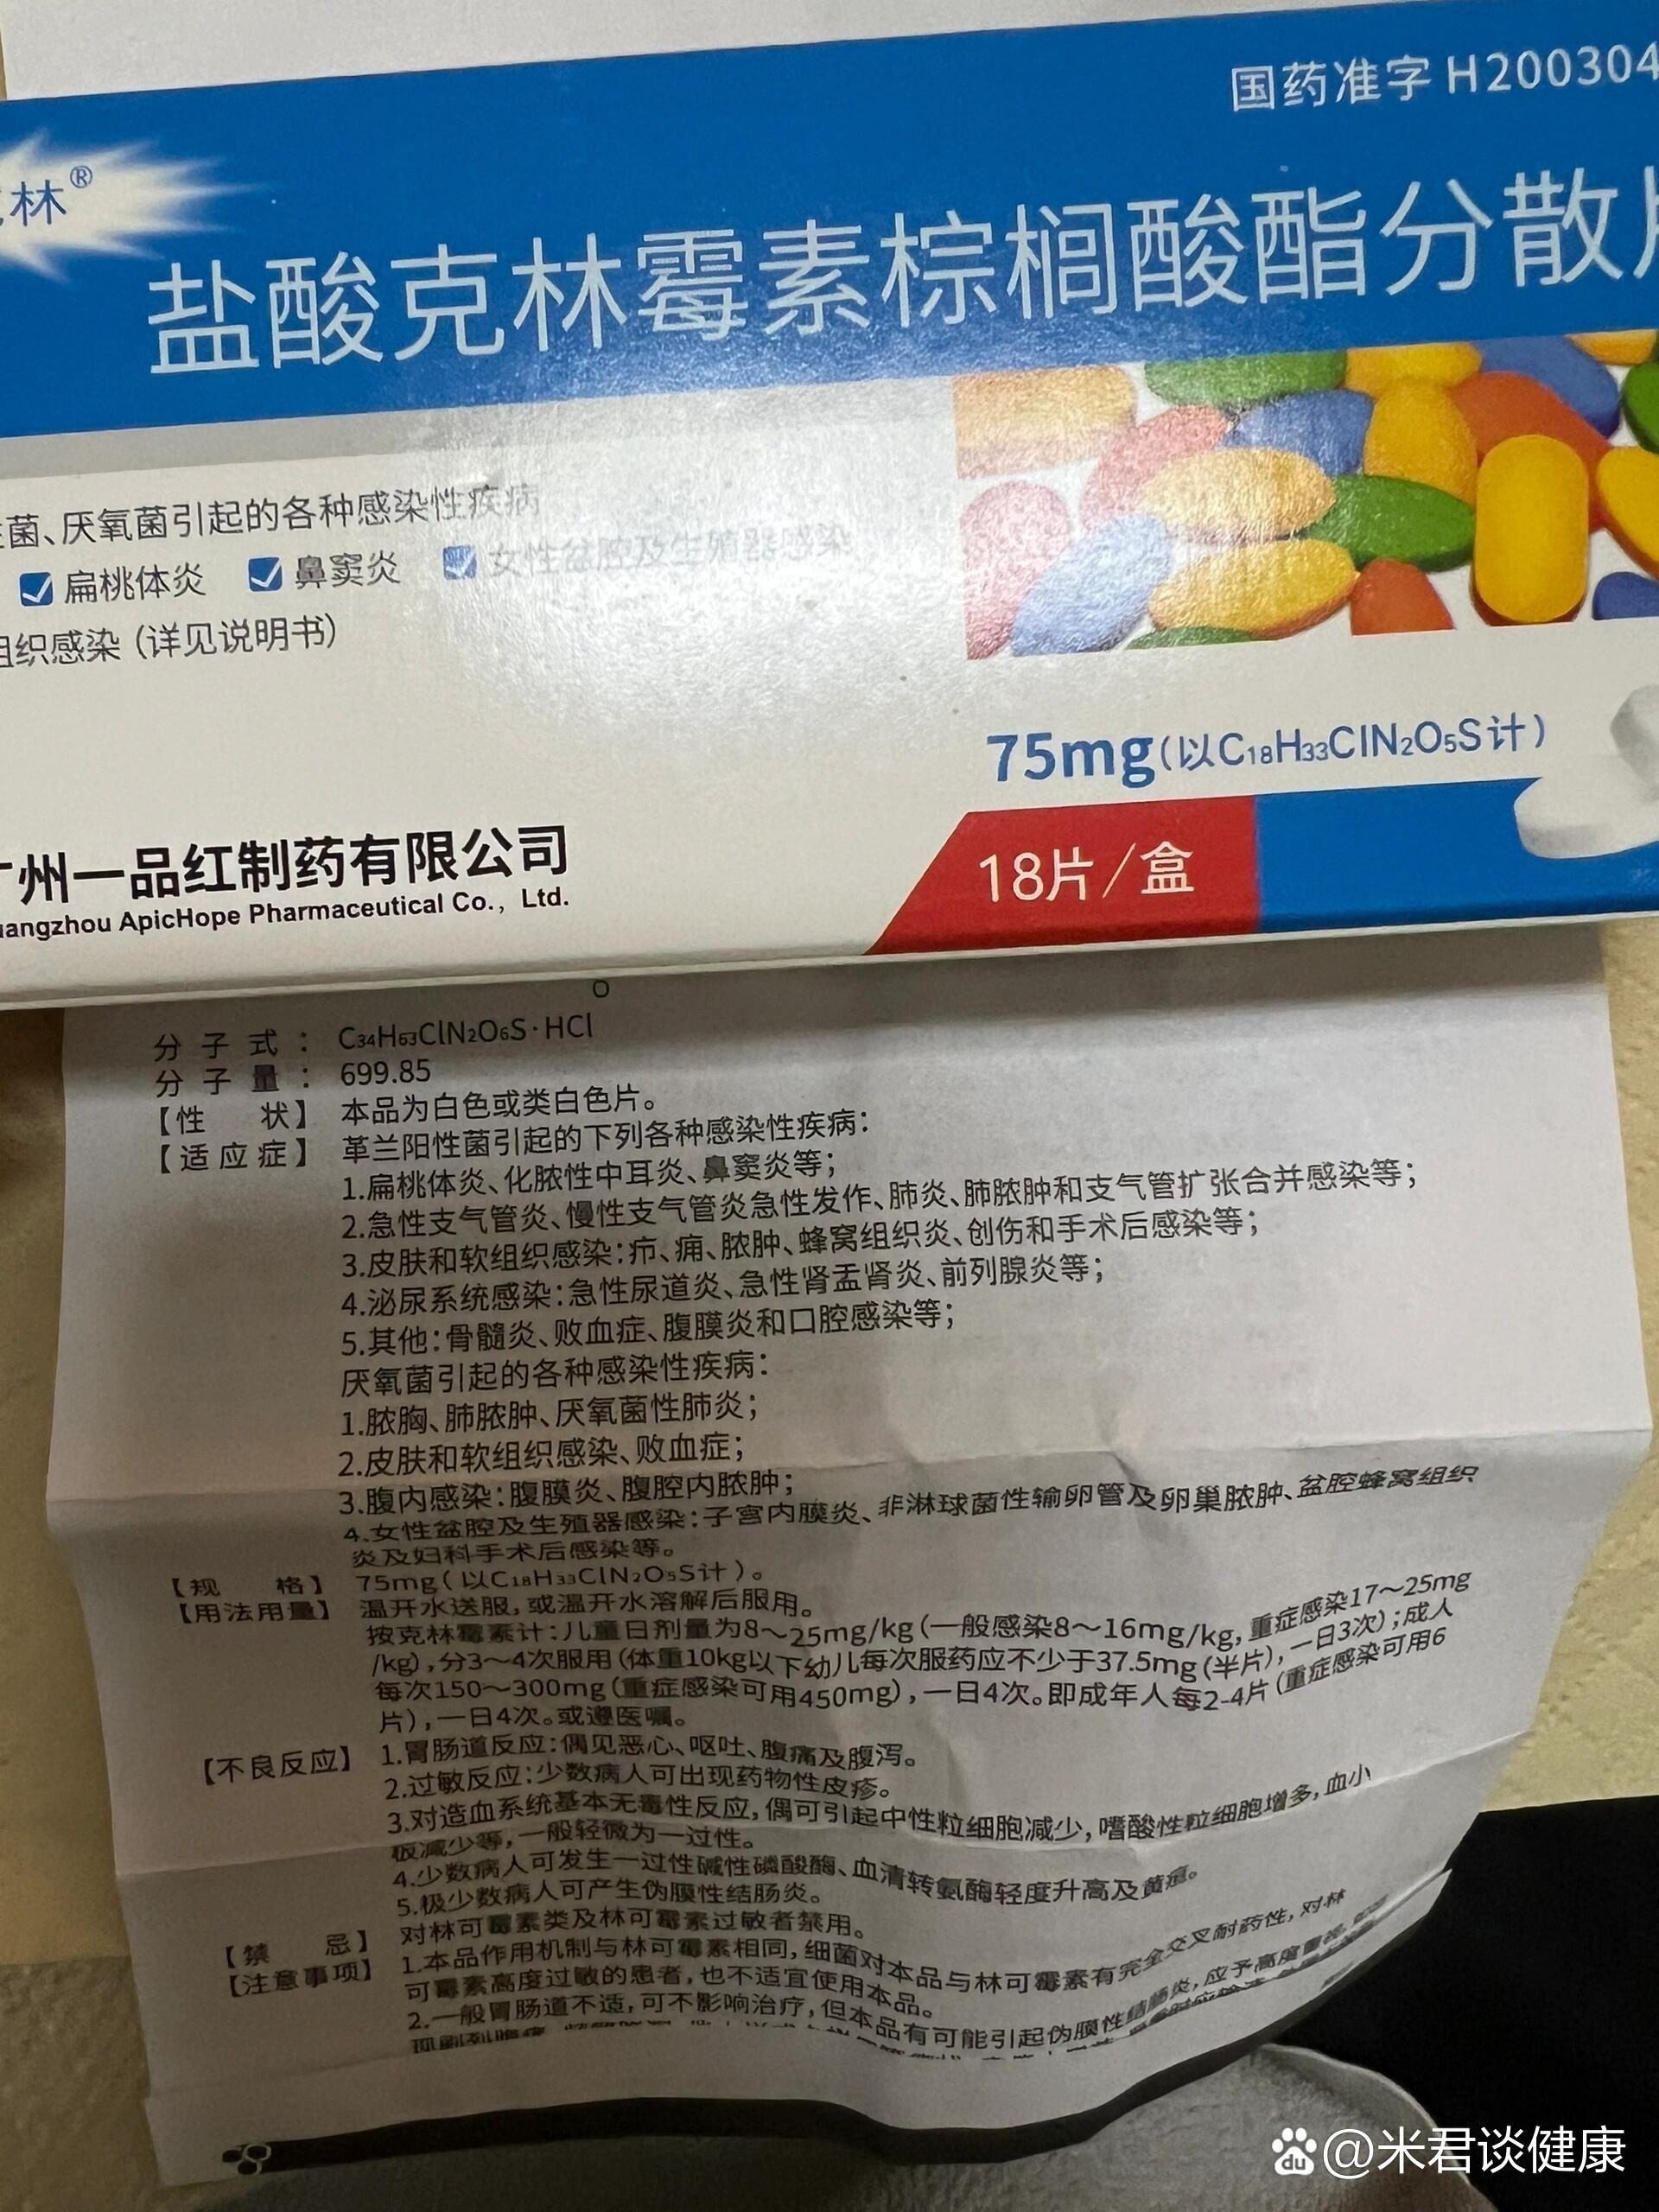 国药准字H200304
林®
盐酸克林霉素棕榈酸酯分散
菌、厌氧菌引起的各种感染性疾病
扁桃体炎 鼻窦炎 女性盆腔及生殖器感染
组织感染(详见说明书)
75mg(以C₁₈H₃₃ClN₂O₅S计)
18片/盒
州一品红制药有限公司
uangzhou ApicHope Pharmaceutical Co., Ltd.
O
分子式: C₃₄H₆₃ClN₂O₆S·HCl
分子量: 699.85
【性 状】 本品为白色或类白色片。
【适应症】 革兰阳性菌引起的下列各种感染性疾病:
1.扁桃体炎、化脓性中耳炎、鼻窦炎等;
2.急性支气管炎、慢性支气管炎急性发作、肺炎、肺脓肿和支气管扩张合并感染等;
3.皮肤和软组织感染:疖、痈、脓肿、蜂窝组织炎、创伤和手术后感染等;
4.泌尿系统感染:急性尿道炎、急性肾盂肾炎、前列腺炎等;
5.其他:骨髓炎、败血症、腹膜炎和口腔感染等;
厌氧菌引起的各种感染性疾病:
1.脓胸、肺脓肿、厌氧菌性肺炎;
2.皮肤和软组织感染、败血症;
3.腹内感染:腹膜炎、腹腔内脓肿;
4.女性盆腔及生殖器感染:子宫内膜炎、非淋球菌性输卵管及卵巢脓肿、盆腔蜂窝组织
炎及妇科手术后感染等。
【规 格】 75mg(以C₁₈H₃₃ClN₂O₅S计)。
【用法用量】 温开水送服,或温开水溶解后服用。
按克林霉素计:儿童日剂量为8~25mg/kg(一般感染8~16mg/kg,重症感染17~25mg
/kg),分3~4次服用(体重10kg以下幼儿每次服药应不少于37.5mg(半片),一日3次);成人
每次150~300mg(重症感染可用450mg),一日4次。即成年人每2-4片(重症感染可用6
片),一日4次。或遵医嘱。
【不良反应】 1.胃肠道反应:偶见恶心、呕吐、腹痛及腹泻。
2.过敏反应:少数病人可出现药物性皮疹。
3.对造血系统基本无毒性反应,偶可引起中性粒细胞减少,嗜酸性粒细胞增多,血小
板减少等,一般轻微为一过性。
4.少数病人可发生一过性碱性磷酸酶、血清转氨酶轻度升高及黄疸。
5.极少数病人可产生伪膜性结肠炎。
【禁 忌】 对林可霉素类及林可霉素过敏者禁用。
【注意事项】 1.本品作用机制与林可霉素相同,细菌对本品与林可霉素有完全交叉耐药性,对林
可霉素高度过敏的患者,也不适宜使用本品。
2.一般胃肠道不适,可不影响治疗,但本品有可能引起伪膜性结肠炎,应予高度重视,
du @米君谈健康